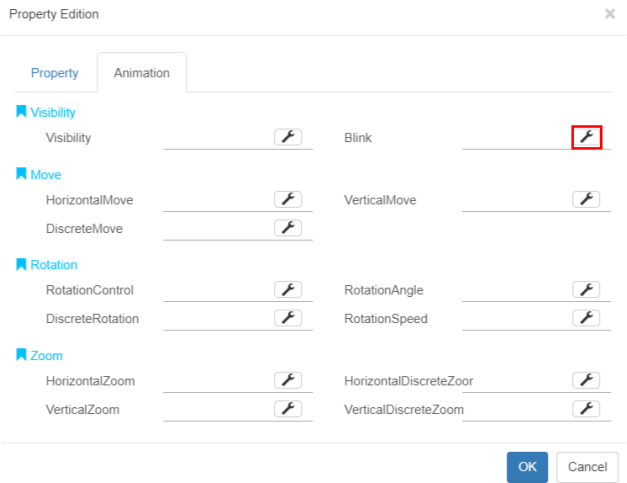 Property Edition ×
Property Animation
Visibility
Visibility Blink
Move
HorizontalMove VerticalMove
DiscreteMove
Rotation
RotationControl RotationAngle
DiscreteRotation RotationSpeed
Zoom
HorizontalZoom HorizontalDiscreteZoor
VerticalZoom VerticalDiscreteZoom
OK Cancel